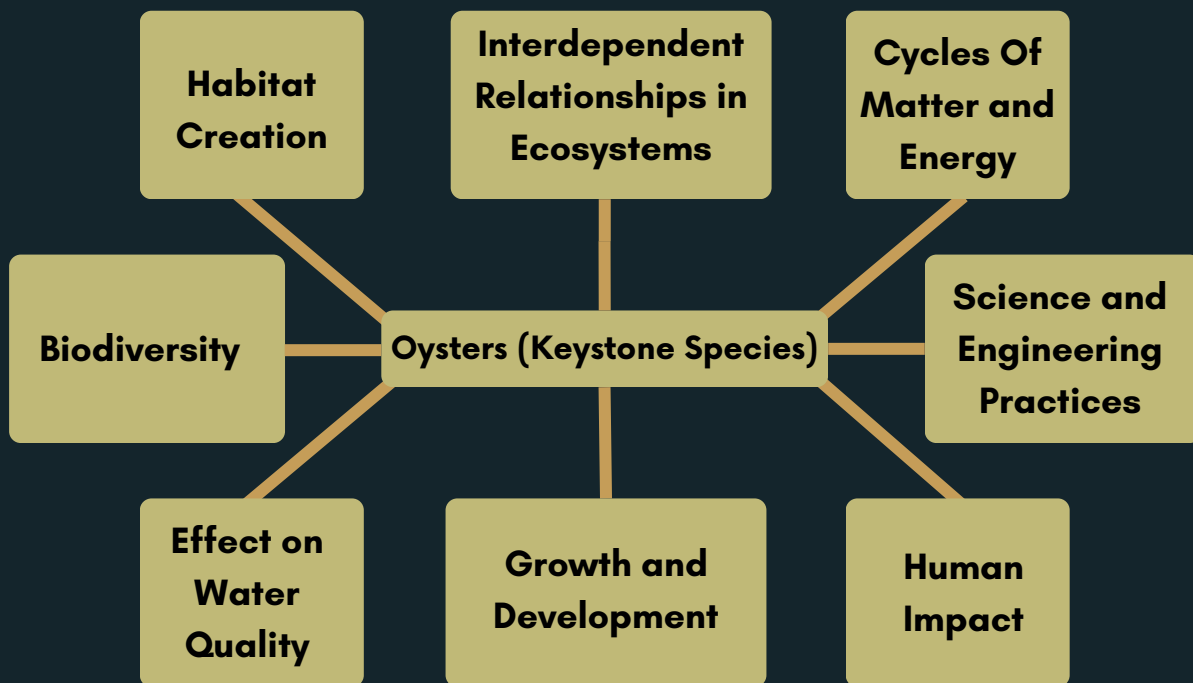 Habitat
Creation
Interdependent
Relationships in
Ecosystems
Cycles Of
Matter and
Energy
Biodiversity
Oysters (Keystone Species)
Science and
Engineering
Practices
Effect on
Water
Quality
Growth and
Development
Human
Impact